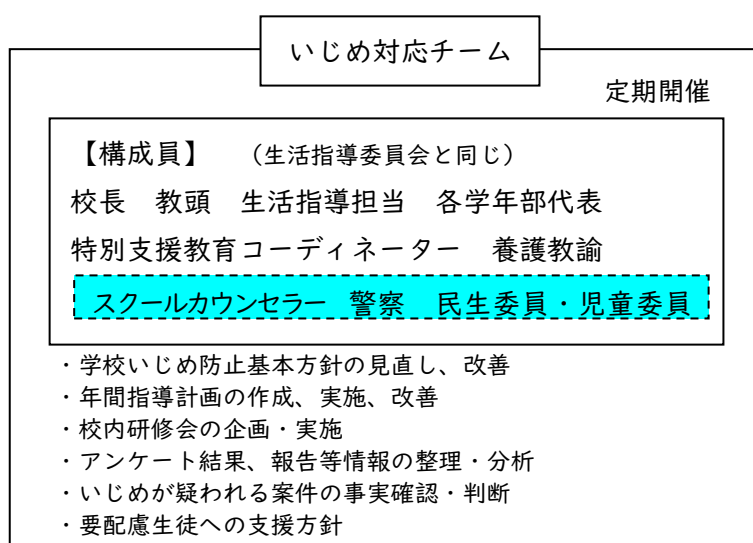 いじめ対応チーム
定期開催
【構成員】　（生活指導委員会と同じ）
校長　教頭　生活指導担当　各学年部代表
特別支援教育コーディネーター　養護教諭
スクールカウンセラー　警察　民生委員・児童委員
・学校いじめ防止基本方針の見直し、改善
・年間指導計画の作成、実施、改善
・校内研修会の企画・実施
・アンケート結果、報告等情報の整理・分析
・いじめが疑われる案件の事実確認・判断
・要配慮生徒への支援方針